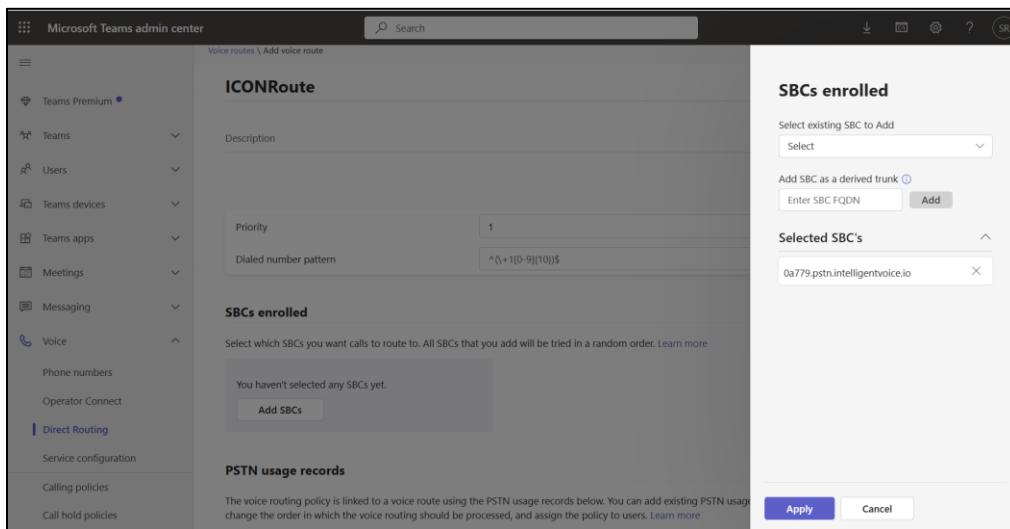 Microsoft Teams admin center
Search
SR
Voice routes \ Add voice route
Teams Premium
Teams
Users
Teams devices
Teams apps
Meetings
Messaging
Voice
Phone numbers
Operator Connect
Direct Routing
Service configuration
Calling policies
Call hold policies
ICONRoute
Description
Priority
1
Dialed number pattern
^(\+1[0-9]{10})$
SBCs enrolled
Select which SBCs you want calls to route to. All SBCs that you add will be tried in a random order. Learn more
You haven't selected any SBCs yet.
Add SBCs
PSTN usage records
The voice routing policy is linked to a voice route using the PSTN usage records below. You can add existing PSTN usage
change the order in which the voice routing should be processed, and assign the policy to users. Learn more
SBCs enrolled
Select existing SBC to Add
Select
Add SBC as a derived trunk
Enter SBC FQDN
Add
Selected SBC's
0a779.pstn.intelligentvoice.io
Apply
Cancel